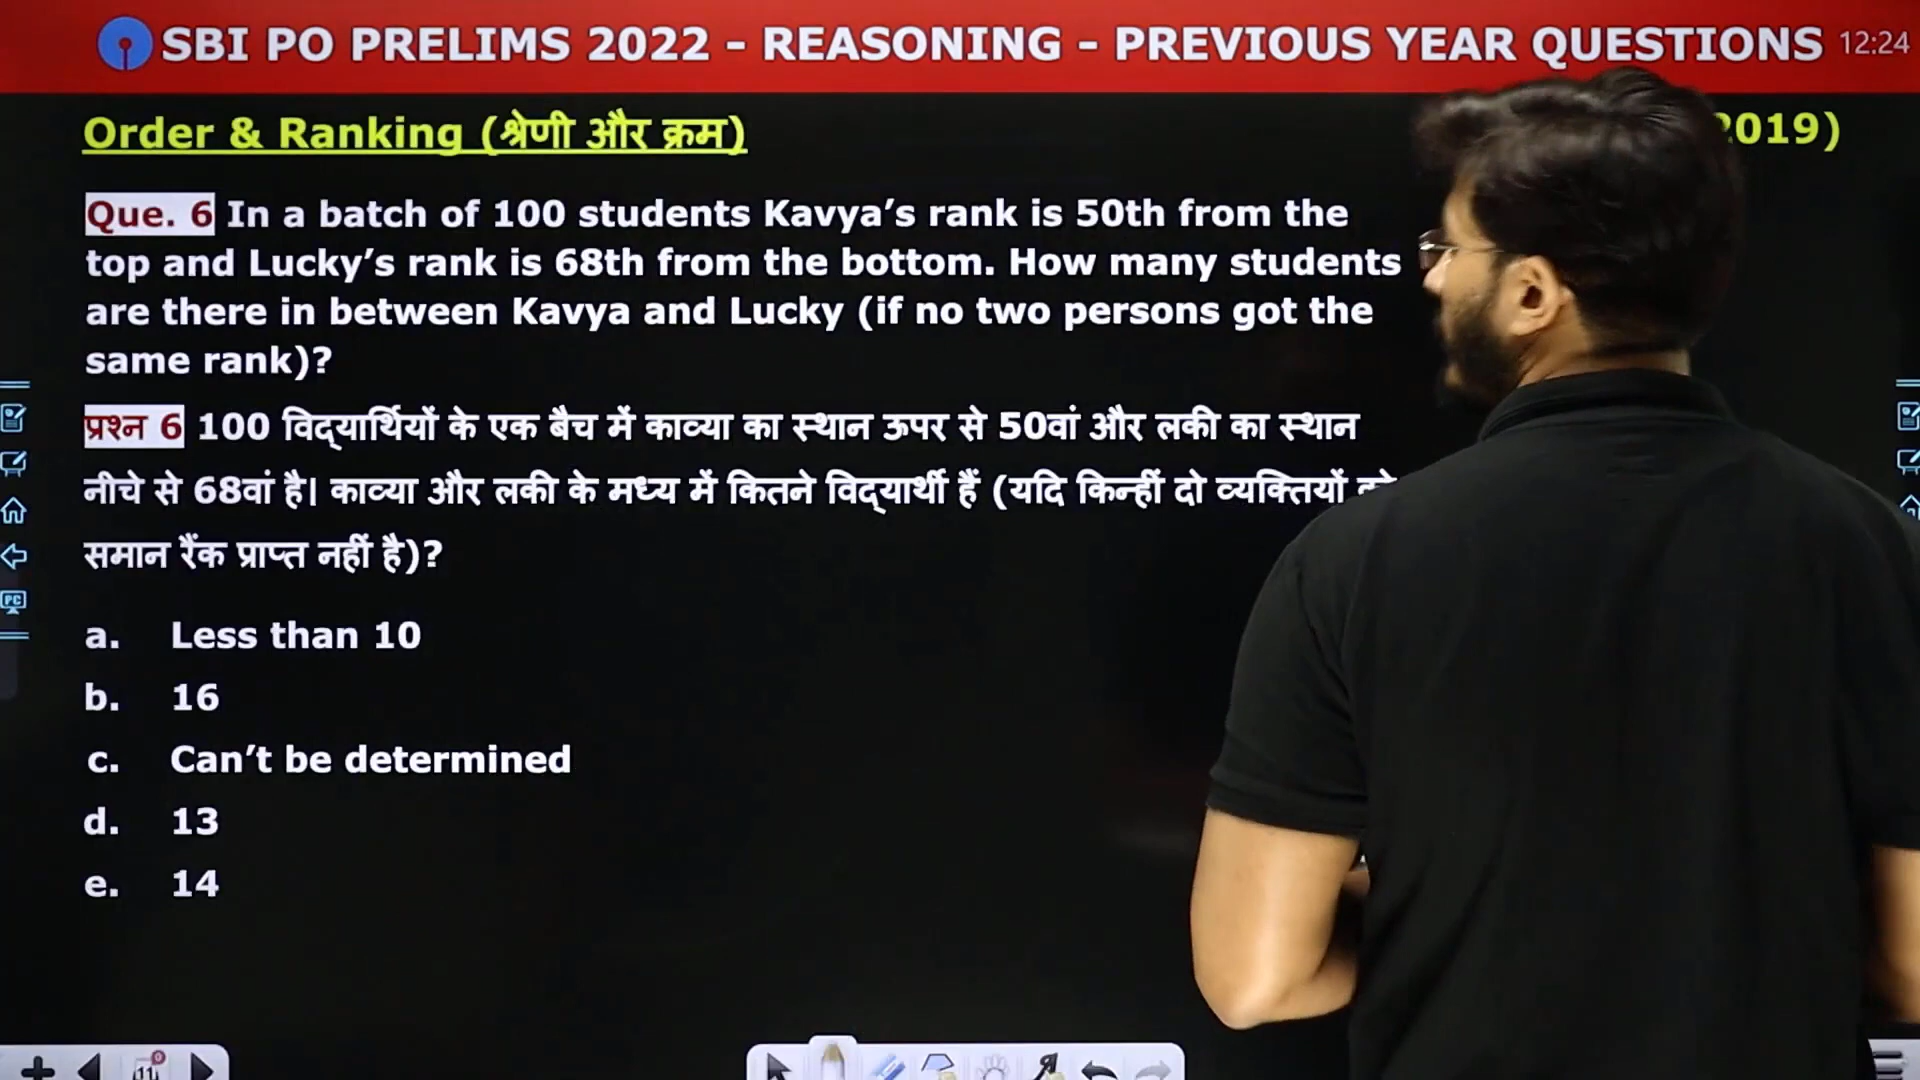 SBI PO PRELIMS 2022 - REASONING - PREVIOUS YEAR QUESTIONS 12:24
Order & Ranking (श्रेणी और क्रम) 2019)
Que. 6 In a batch of 100 students Kavya’s rank is 50th from the
top and Lucky’s rank is 68th from the bottom. How many students
are there in between Kavya and Lucky (if no two persons got the
same rank)?
प्रश्न 6 100 विद्यार्थियों के एक बैच में काव्या का स्थान ऊपर से 50वां और लकी का स्थान
नीचे से 68वां है। काव्या और लकी के मध्य में कितने विद्यार्थी हैं (यदि किन्हीं दो व्यक्तियों
समान रैंक प्राप्त नहीं है)?
a. Less than 10
b. 16
c. Can’t be determined
d. 13
e. 14
PC
11